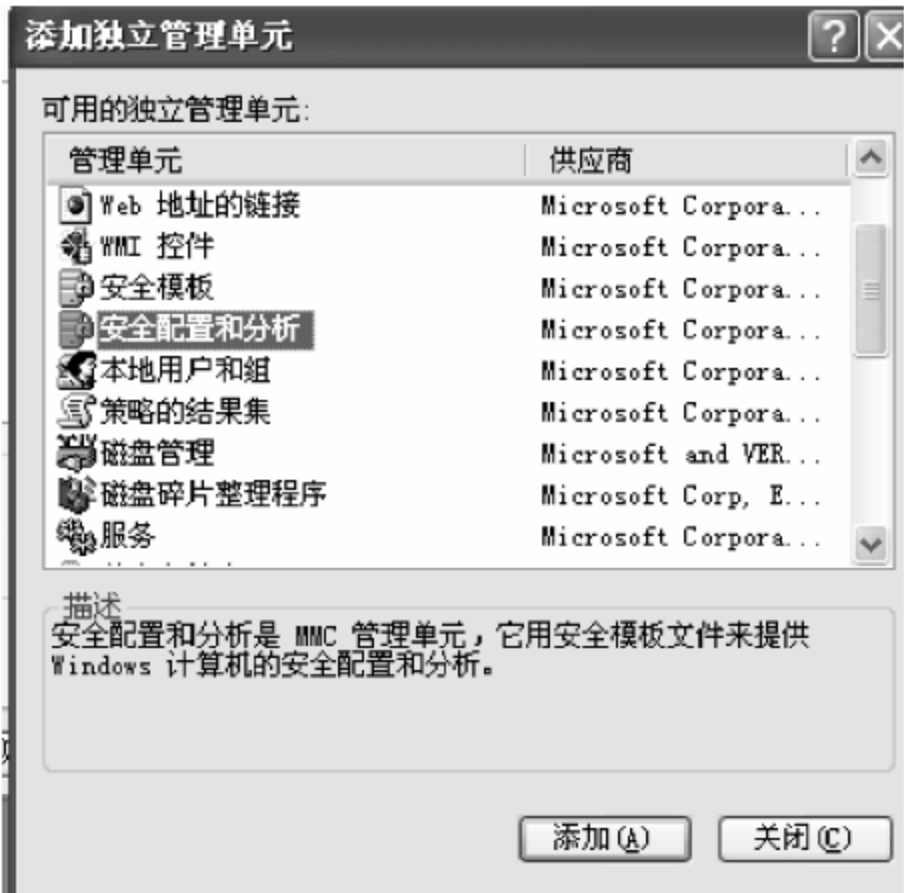 添加独立管理单元
可用的独立管理单元:
管理单元 供应商
Web 地址的链接 Microsoft Corpora...
WMI 控件 Microsoft Corpora...
安全模板 Microsoft Corpora...
安全配置和分析 Microsoft Corpora...
本地用户和组 Microsoft Corpora...
策略的结果集 Microsoft Corpora...
磁盘管理 Microsoft and VER...
磁盘碎片整理程序 Microsoft Corp, E...
服务 Microsoft Corpora...
描述
安全配置和分析是 MMC 管理单元，它用安全模板文件来提供
Windows 计算机的安全配置和分析。
添加(A) 关闭(C)